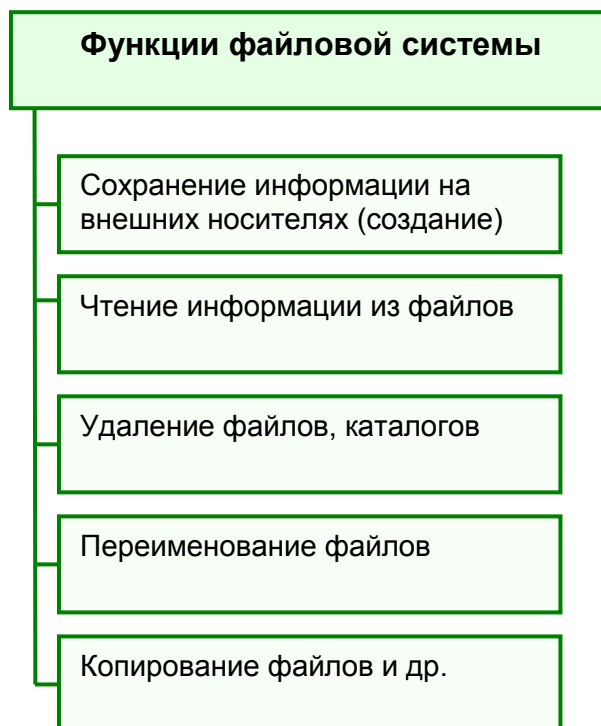 Функции файловой системы
Сохранение информации на
внешних носителях (создание)
Чтение информации из файлов
Удаление файлов, каталогов
Переименование файлов
Копирование файлов и др.